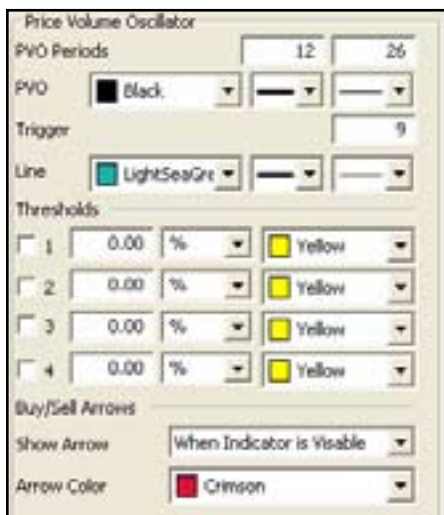 Price Volume Oscillator
PVO Periods 12 26
PVO Black
Trigger 9
Line LightSeaGre
Thresholds
1 0.00 % Yellow
2 0.00 % Yellow
3 0.00 % Yellow
4 0.00 % Yellow
Buy/Sell Arrows
Show Arrow When Indicator is Visable
Arrow Color Crimson